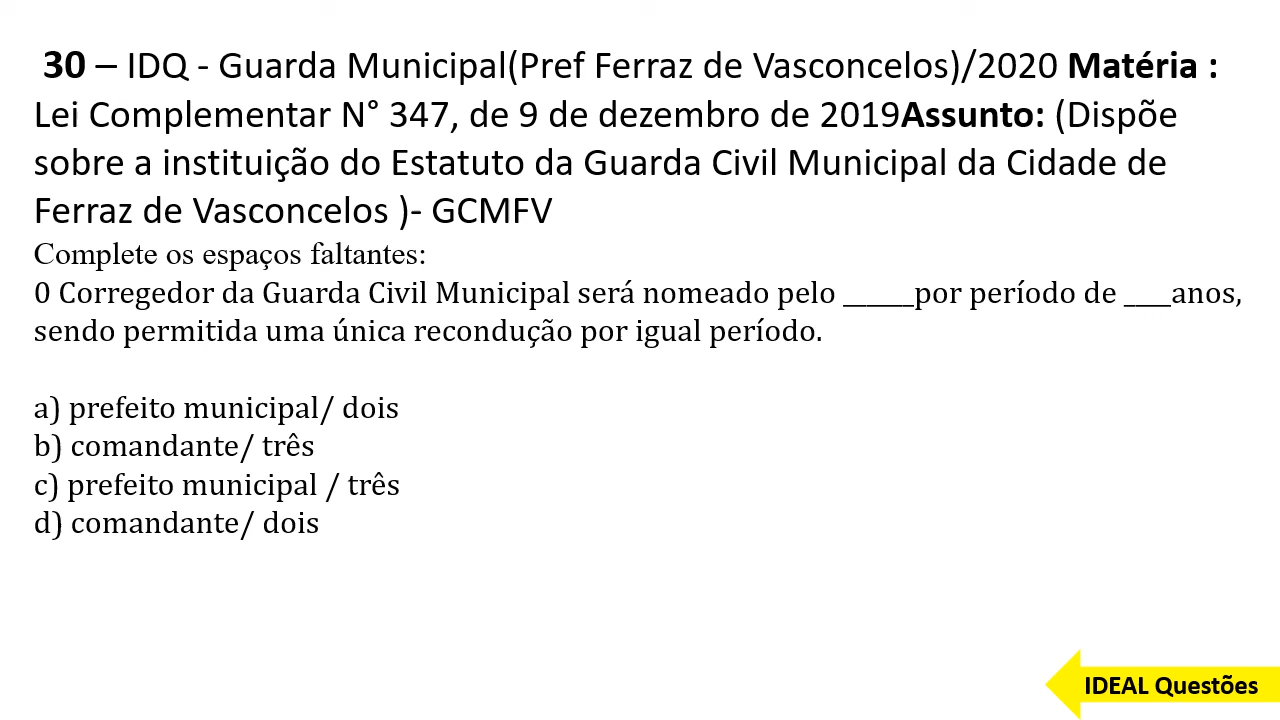 30 – IDQ - Guarda Municipal(Pref Ferraz de Vasconcelos)/2020 Matéria :
Lei Complementar N° 347, de 9 de dezembro de 2019Assunto: (Dispõe
sobre a instituição do Estatuto da Guarda Civil Municipal da Cidade de
Ferraz de Vasconcelos )- GCMFV
Complete os espaços faltantes:
0 Corregedor da Guarda Civil Municipal será nomeado pelo ______por período de ____anos,
sendo permitida uma única recondução por igual período.
a) prefeito municipal/ dois
b) comandante/ três
c) prefeito municipal / três
d) comandante/ dois
IDEAL Questões